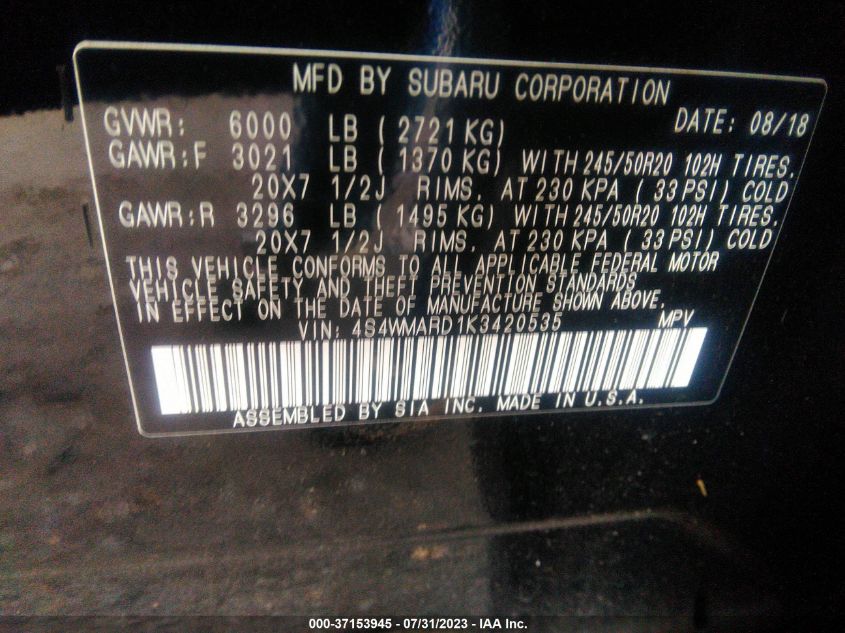 MFD BY SUBARU CORPORATION
GVWR: 6000 LB ( 2721 KG) DATE: 08/18
GAWR:F 3021 LB ( 1370 KG) WITH 245/50R20 102H TIRES,
20X7 1/2J RIMS, AT 230 KPA ( 33 PSI) COLD
GAWR:R 3296 LB ( 1495 KG) WITH 245/50R20 102H TIRES,
20X7 1/2J RIMS, AT 230 KPA ( 33 PSI) COLD
THIS VEHICLE CONFORMS TO ALL APPLICABLE FEDERAL MOTOR
VEHICLE SAFETY AND THEFT PREVENTION STANDARDS
IN EFFECT ON THE DATE OF MANUFACTURE SHOWN ABOVE.
VIN: 4S4WMARD1K3420535 MPV
ASSEMBLED BY SIA INC. MADE IN U.S.A.
000-37153945 - 07/31/2023 - IAA Inc.